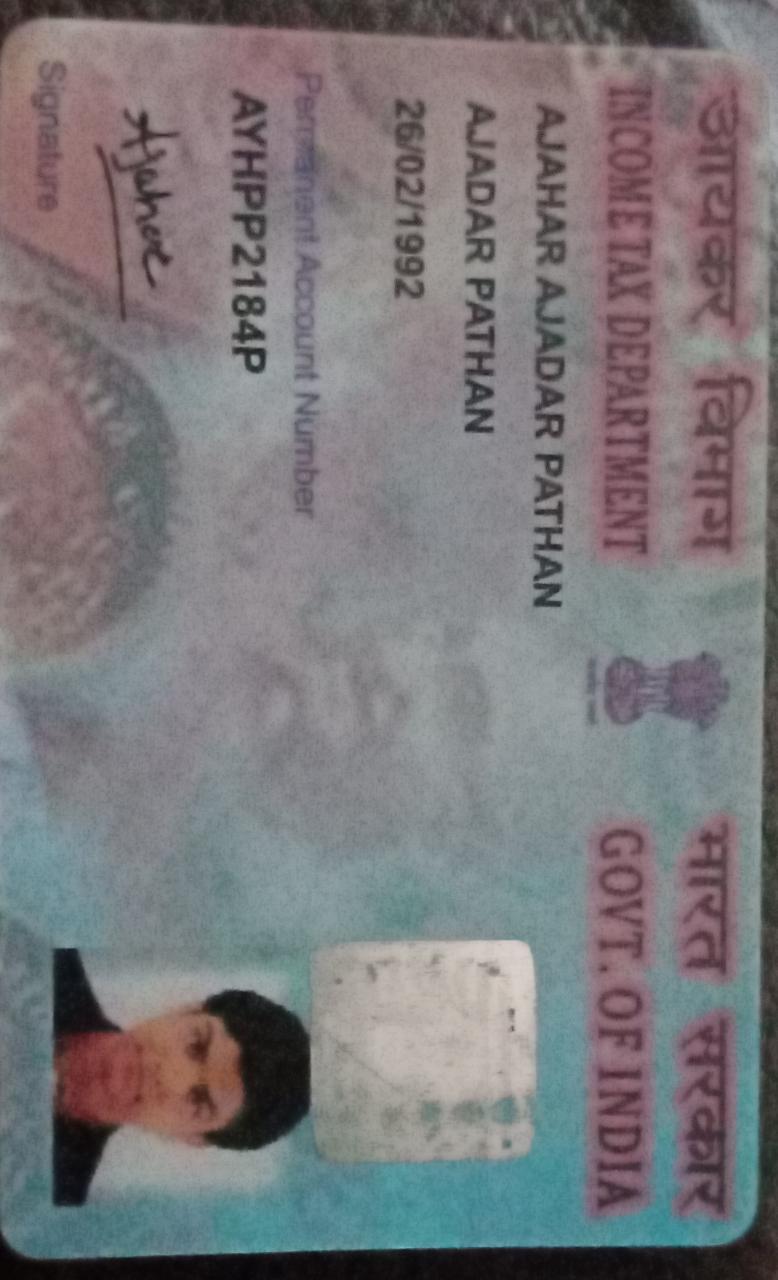 आयकर विभाग
INCOME TAX DEPARTMENT
भारत सरकार
GOVT. OF INDIA
AJAHAR AJADAR PATHAN
AJADAR PATHAN
26/02/1992
Permanent Account Number
AYHPP2184P
Ajahar
Signature